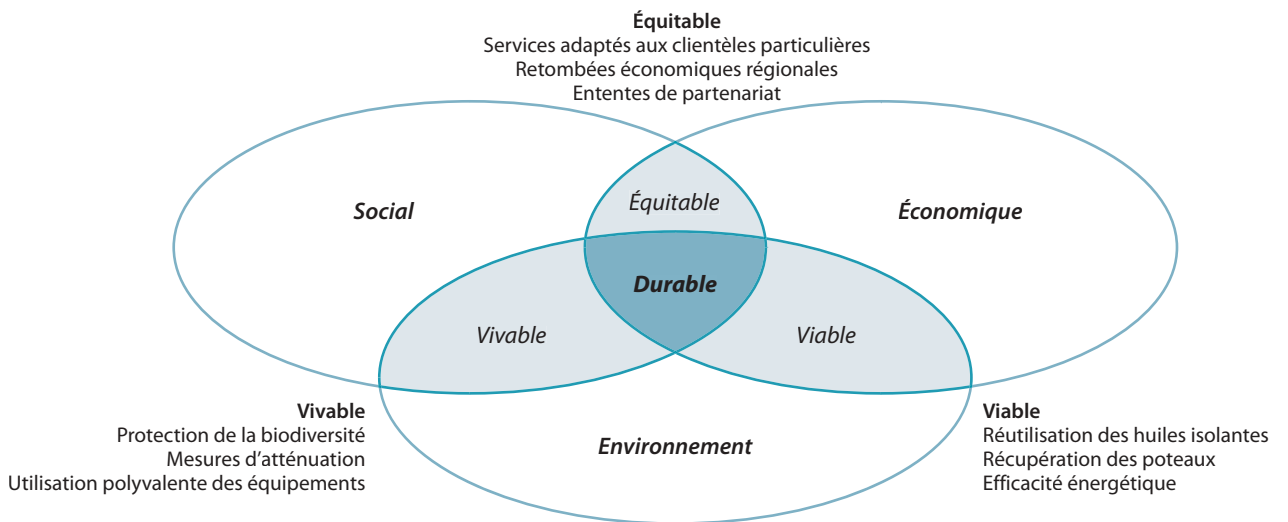 Équitable
Services adaptés aux clientèles particulières
Retombées économiques régionales
Ententes de partenariat
Social
Équitable
Économique
Durable
Vivable
Viable
Environnement
Vivable
Protection de la biodiversité
Mesures d'atténuation
Utilisation polyvalente des équipements
Viable
Réutilisation des huiles isolantes
Récupération des poteaux
Efficacité énergétique